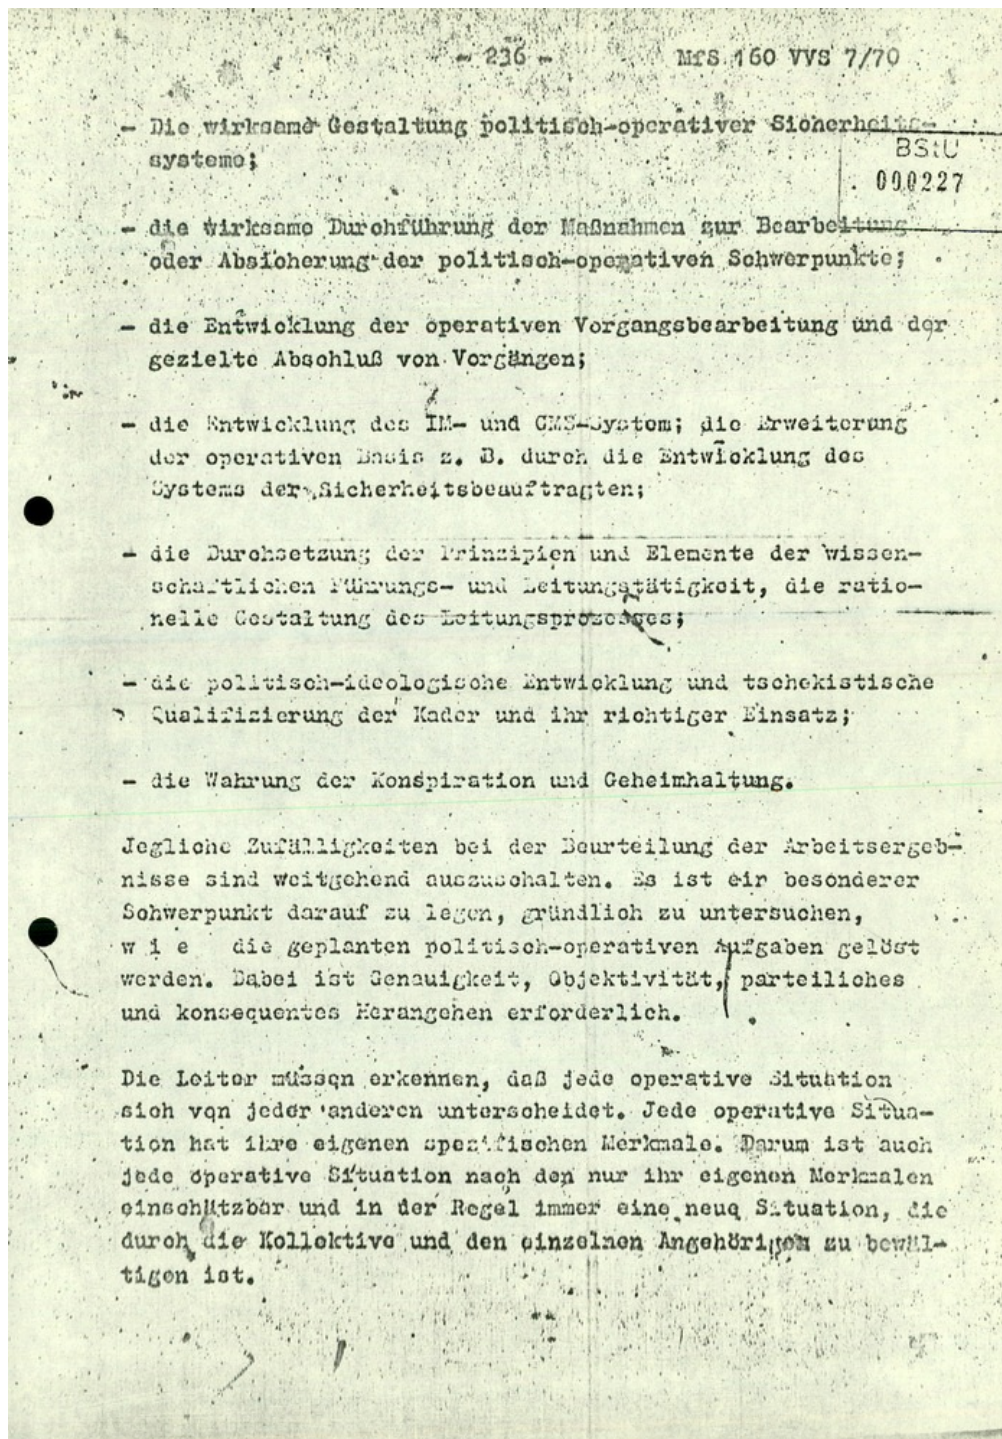 - 236 -
MfS 160 VVS 7/70
- Die wirksame Gestaltung politisch-operativer Sicherheits-
systeme;
BStU
000227
- die wirksame Durchführung der Maßnahmen zur Bearbeitung
oder Absicherung der politisch-operativen Schwerpunkte;
- die Entwicklung der operativen Vorgangsbearbeitung und der
gezielte Abschluß von Vorgängen;
- die Entwicklung des IM- und GMS-System; die Erweiterung
der operativen Basis z. B. durch die Entwicklung des
Systems der Sicherheitsbeauftragten;
- die Durchsetzung der Prinzipien und Elemente der wissen-
schaftlichen Führungs- und Leitungstätigkeit, die ratio-
nelle Gestaltung des Leitungsprozesses;
- die politisch-ideologische Entwicklung und tschekistische
Qualifizierung der Kader und ihr richtiger Einsatz;
- die Wahrung der Konspiration und Geheimhaltung.
Jegliche Zufälligkeiten bei der Beurteilung der Arbeitsergeb-
nisse sind weitgehend auszuschalten. Es ist ein besonderer
Schwerpunkt darauf zu legen, gründlich zu untersuchen,
w i e die geplanten politisch-operativen Aufgaben gelöst
werden. Dabei ist Genauigkeit, Objektivität, parteiliches
und konsequentes Herangehen erforderlich.
Die Leiter müssen erkennen, daß jede operative Situation
sich von jeder anderen unterscheidet. Jede operative Situa-
tion hat ihre eigenen spezifischen Merkmale. Darum ist auch
jede operative Situation nach den nur ihr eigenen Merkmalen
einschätzbar und in der Regel immer eine neue Situation, die
durch die Kollektive und den einzelnen Angehörigen zu bewäl-
tigen ist.